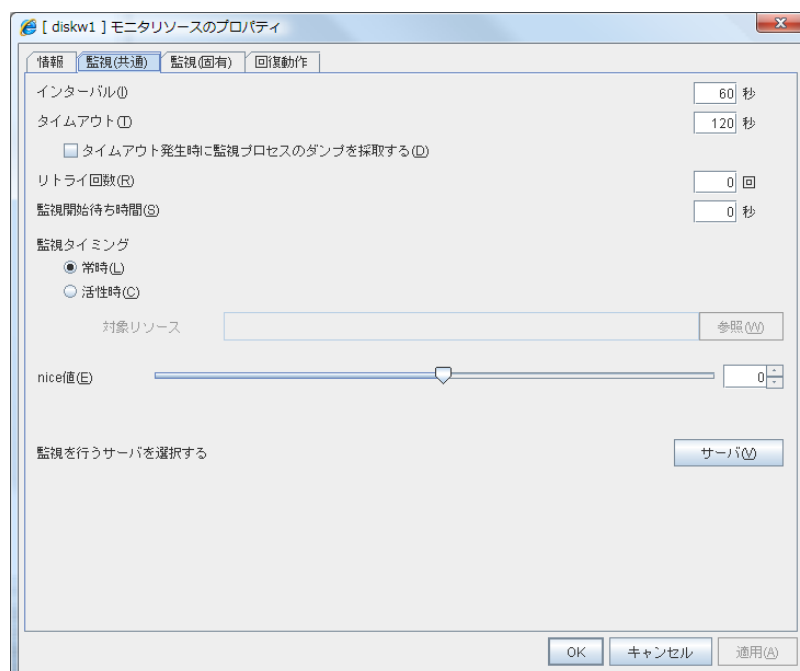 [ diskw1 ] モニタリソースのプロパティ
情報 監視(共通) 監視(固有) 回復動作
インターバル(I) 60 秒
タイムアウト(T) 120 秒
タイムアウト発生時に監視プロセスのダンプを採取する(D)
リトライ回数(R) 0 回
監視開始待ち時間(S) 0 秒
監視タイミング
常時(L)
活性時(C)
対象リソース 参照(W)
nice値(E) 0
監視を行うサーバを選択する サーバ(V)
OK キャンセル 適用(A)